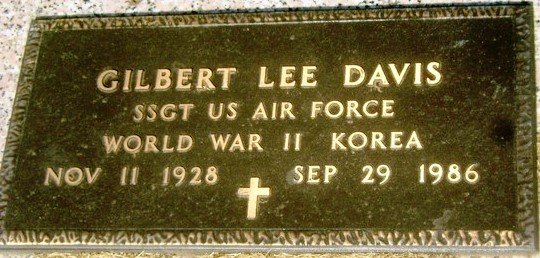 GILBERT LEE DAVIS
SSGT US AIR FORCE
WORLD WAR II KOREA
NOV 11 1928 SEP 29 1986